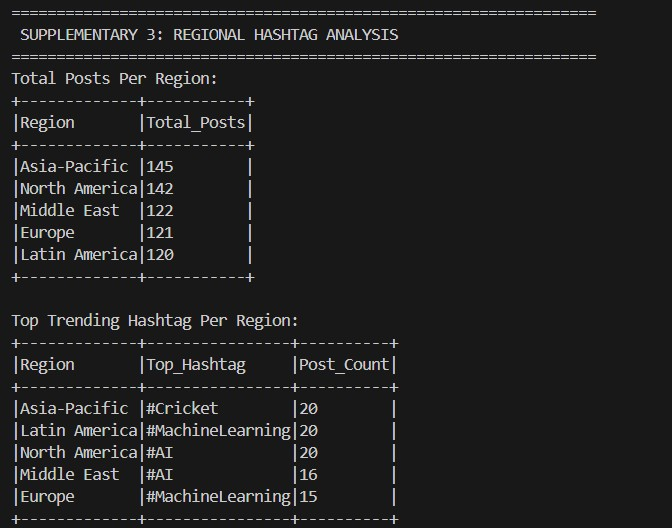 =================================================================
 SUPPLEMENTARY 3: REGIONAL HASHTAG ANALYSIS
=================================================================
Total Posts Per Region:
+-------------+-----------+
|Region       |Total_Posts|
+-------------+-----------+
|Asia-Pacific |145        |
|North America|142        |
|Middle East  |122        |
|Europe       |121        |
|Latin America|120        |
+-------------+-----------+

Top Trending Hashtag Per Region:
+-------------+----------------+----------+
|Region       |Top_Hashtag     |Post_Count|
+-------------+----------------+----------+
|Asia-Pacific |#Cricket        |20        |
|Latin America|#MachineLearning|20        |
|North America|#AI             |20        |
|Middle East  |#AI             |16        |
|Europe       |#MachineLearning|15        |
+-------------+----------------+----------+